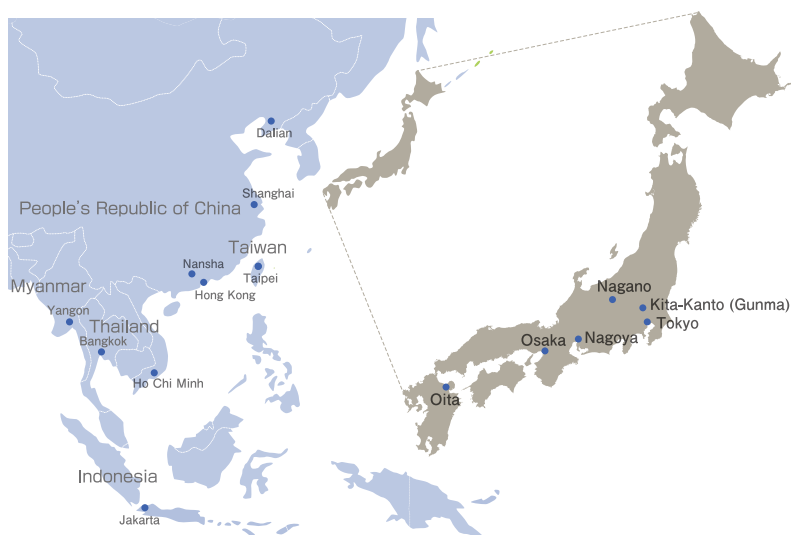 Dalian
Shanghai
People's Republic of China
Taiwan
Nansha
Taipei
Myanmar
Hong Kong
Yangon
Thailand
Bangkok
Ho Chi Minh
Indonesia
Jakarta
Nagano
Kita-Kanto (Gunma)
Tokyo
Osaka
Nagoya
Oita